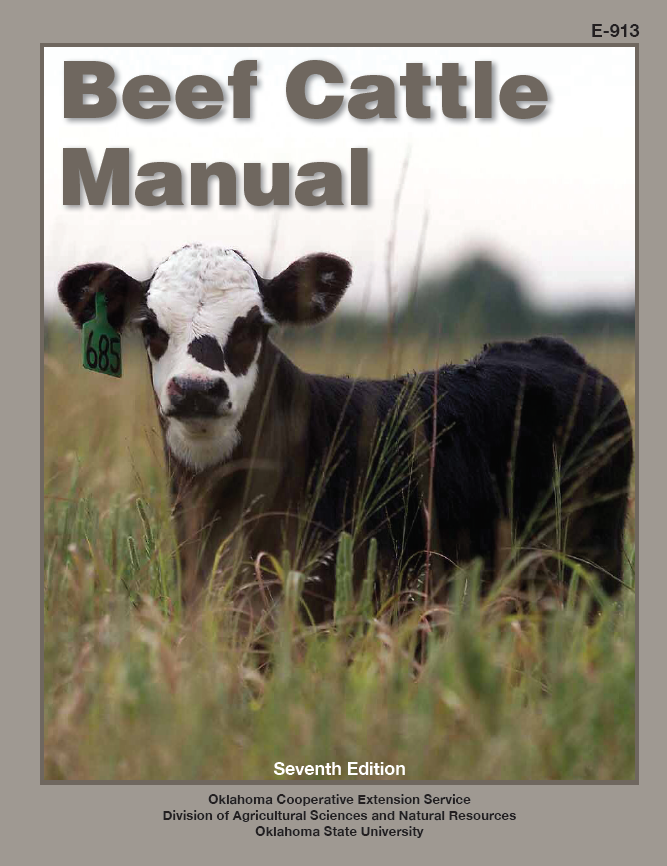 E-913
Beef Cattle
Manual
685
Seventh Edition
Oklahoma Cooperative Extension Service
Division of Agricultural Sciences and Natural Resources
Oklahoma State University